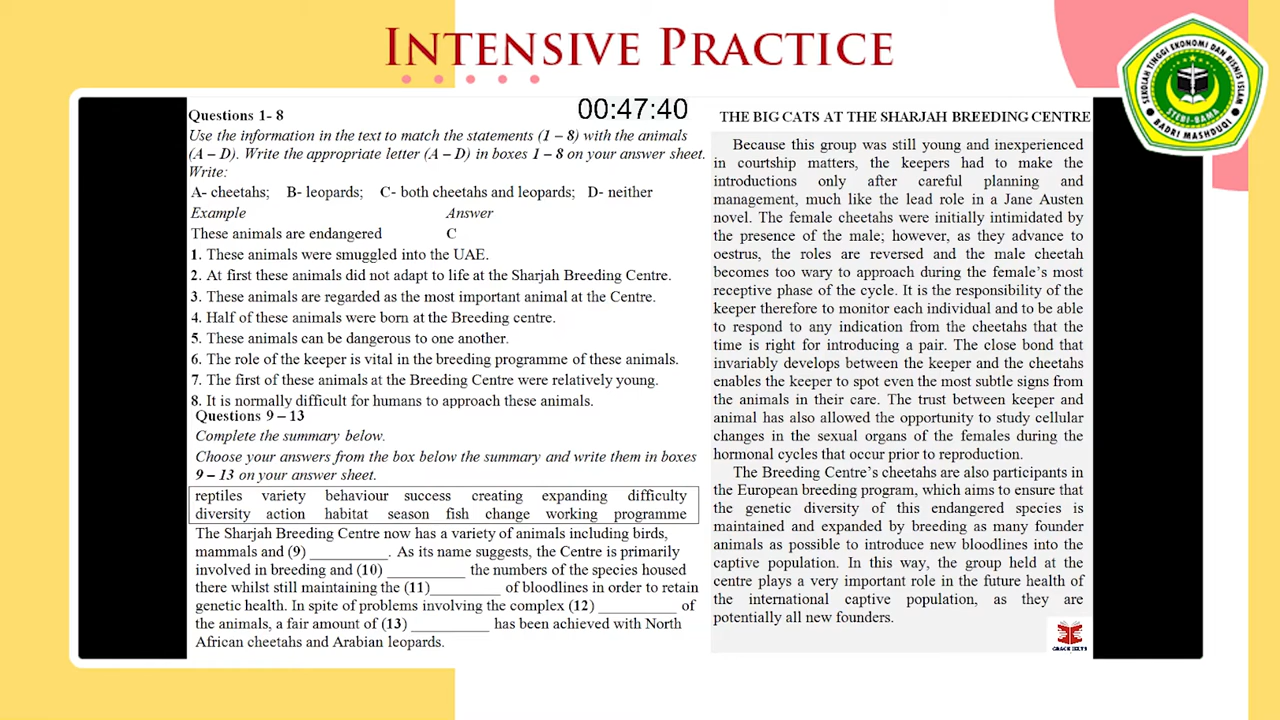 INTENSIVE PRACTICE
SEKOLAH TINGGI EKONOMI DAN BISNIS ISLAM
STEBI-BAMA
BADRI MASHDUQI
00:47:40
Questions 1- 8
Use the information in the text to match the statements (1 – 8) with the animals
(A – D). Write the appropriate letter (A – D) in boxes 1 – 8 on your answer sheet.
Write:
A- cheetahs; B- leopards; C- both cheetahs and leopards; D- neither
Example Answer
These animals are endangered C
1. These animals were smuggled into the UAE.
2. At first these animals did not adapt to life at the Sharjah Breeding Centre.
3. These animals are regarded as the most important animal at the Centre.
4. Half of these animals were born at the Breeding centre.
5. These animals can be dangerous to one another.
6. The role of the keeper is vital in the breeding programme of these animals.
7. The first of these animals at the Breeding Centre were relatively young.
8. It is normally difficult for humans to approach these animals.
Questions 9 – 13
Complete the summary below.
Choose your answers from the box below the summary and write them in boxes
9 – 13 on your answer sheet.
reptiles variety behaviour success creating expanding difficulty
diversity action habitat season fish change working programme
The Sharjah Breeding Centre now has a variety of animals including birds,
mammals and (9) __________. As its name suggests, the Centre is primarily
involved in breeding and (10) __________ the numbers of the species housed
there whilst still maintaining the (11)_________ of bloodlines in order to retain
genetic health. In spite of problems involving the complex (12) __________ of
the animals, a fair amount of (13) __________ has been achieved with North
African cheetahs and Arabian leopards.
THE BIG CATS AT THE SHARJAH BREEDING CENTRE
Because this group was still young and inexperienced
in courtship matters, the keepers had to make the
introductions only after careful planning and
management, much like the lead role in a Jane Austen
novel. The female cheetahs were initially intimidated by
the presence of the male; however, as they advance to
oestrus, the roles are reversed and the male cheetah
becomes too wary to approach during the female's most
receptive phase of the cycle. It is the responsibility of the
keeper therefore to monitor each individual and to be able
to respond to any indication from the cheetahs that the
time is right for introducing a pair. The close bond that
invariably develops between the keeper and the cheetahs
enables the keeper to spot even the most subtle signs from
the animals in their care. The trust between keeper and
animal has also allowed the opportunity to study cellular
changes in the sexual organs of the females during the
hormonal cycles that occur prior to reproduction.
The Breeding Centre's cheetahs are also participants in
the European breeding program, which aims to ensure that
the genetic diversity of this endangered species is
maintained and expanded by breeding as many founder
animals as possible to introduce new bloodlines into the
captive population. In this way, the group held at the
centre plays a very important role in the future health of
the international captive population, as they are
potentially all new founders.
CRACK IELTS